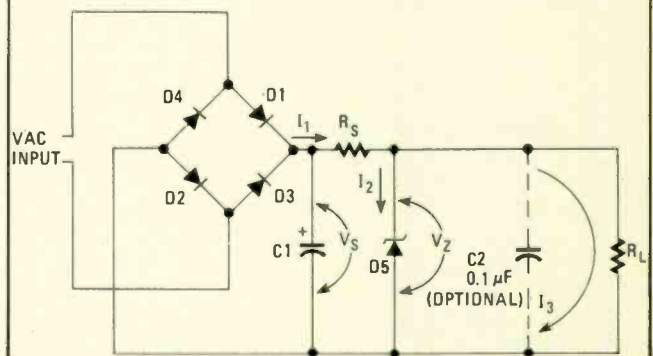 D4
D1
I1
RS
VAC
INPUT
D2
D3
I2
+
C1
VS
D5
VZ
C2
0.1 µF
(OPTIONAL)
I3
RL